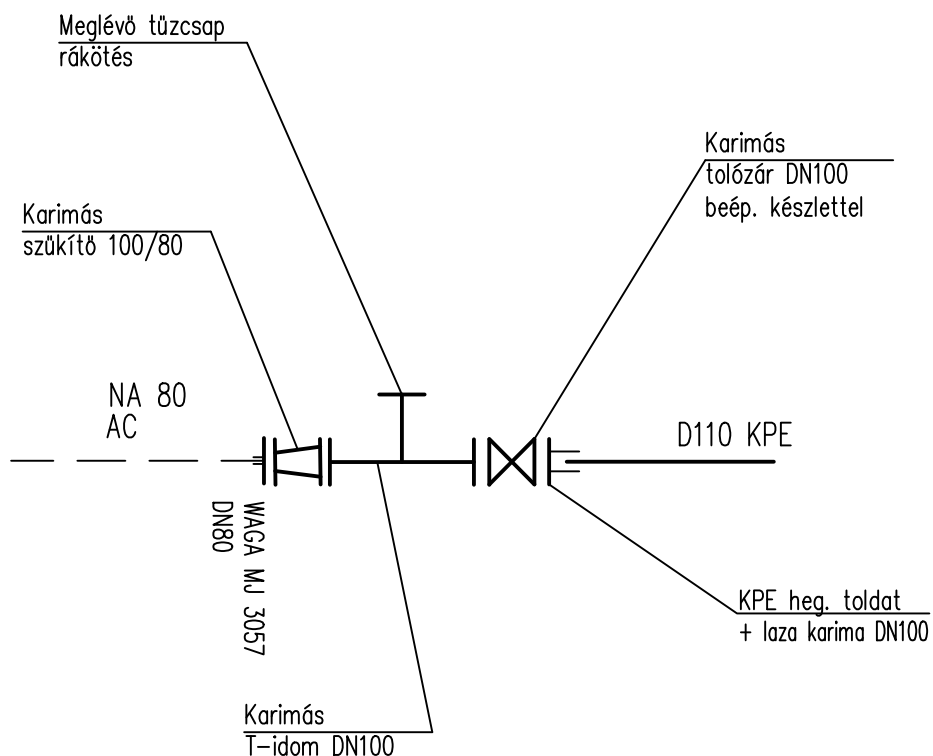 Meglévő tűzcsap
rákötés
Karimás
tolózár DN100
beép. készlettel
Karimás
szűkítő 100/80
NA 80
AC
D110 KPE
WAGA MJ 3057
DN80
KPE heg. toldat
+ laza karima DN100
Karimás
T-idom DN100